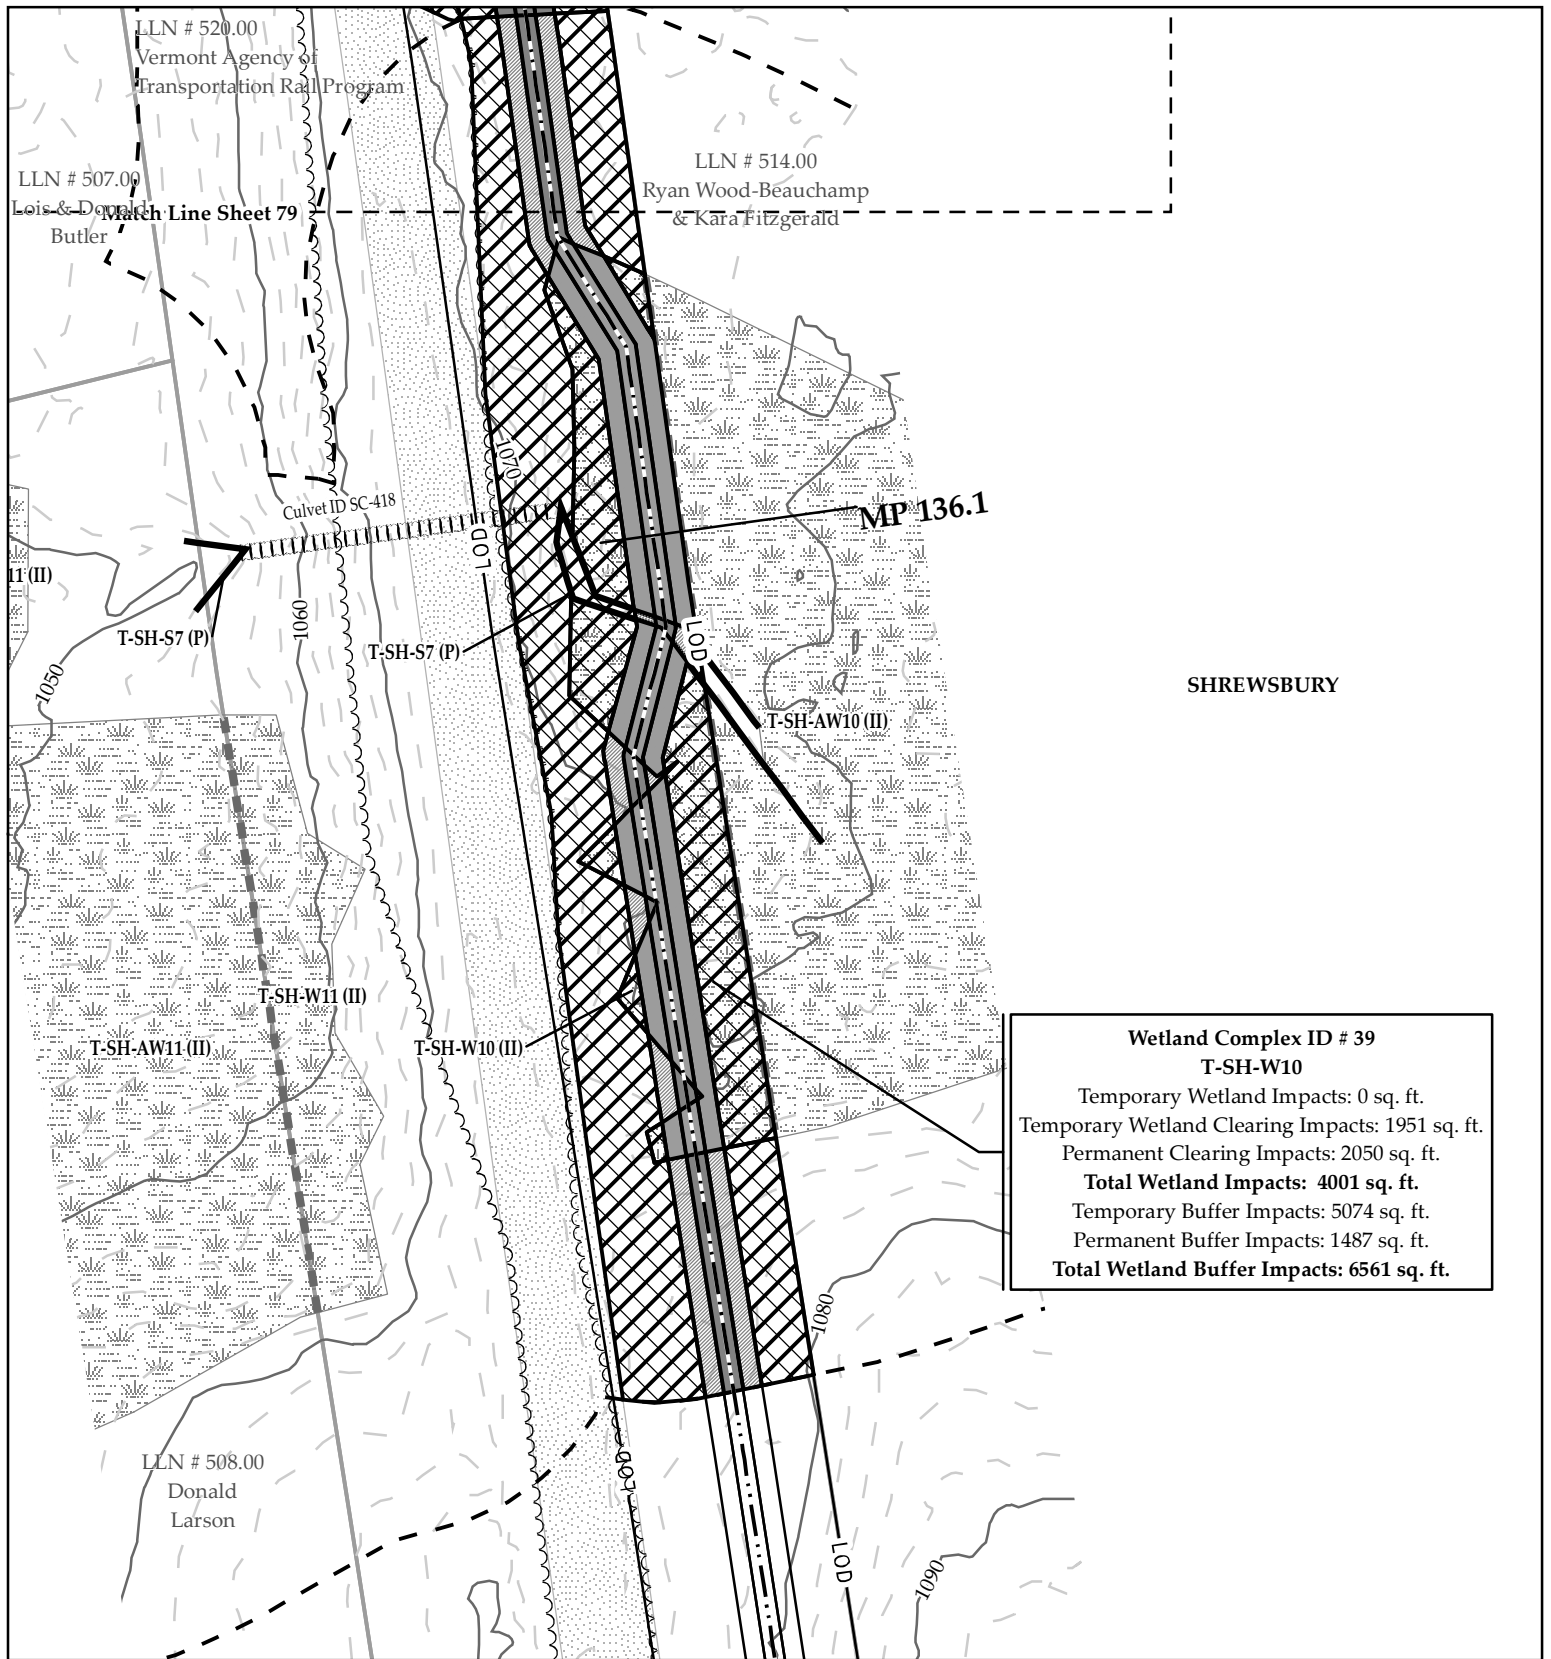 LLN # 520.00
Vermont Agency of
Transportation Rail Program
LLN # 507.00
Lois & Donald
Butler
Match Line Sheet 79
LLN # 514.00
Ryan Wood-Beauchamp
& Kara Fitzgerald
1070
Culvet ID SC-418
MP 136.1
LOD
11 (II)
1060
T-SH-S7 (P)
T-SH-S7 (P)
LOD
1050
SHREWSBURY
T-SH-AW10 (II)
T-SH-W11 (II)
T-SH-AW11 (II)
T-SH-W10 (II)
Wetland Complex ID # 39
T-SH-W10
Temporary Wetland Impacts: 0 sq. ft.
Temporary Wetland Clearing Impacts: 1951 sq. ft.
Permanent Clearing Impacts: 2050 sq. ft.
Total Wetland Impacts: 4001 sq. ft.
Temporary Buffer Impacts: 5074 sq. ft.
Permanent Buffer Impacts: 1487 sq. ft.
Total Wetland Buffer Impacts: 6561 sq. ft.
1080
LLN # 508.00
Donald
Larson
LOD
LOD
1090